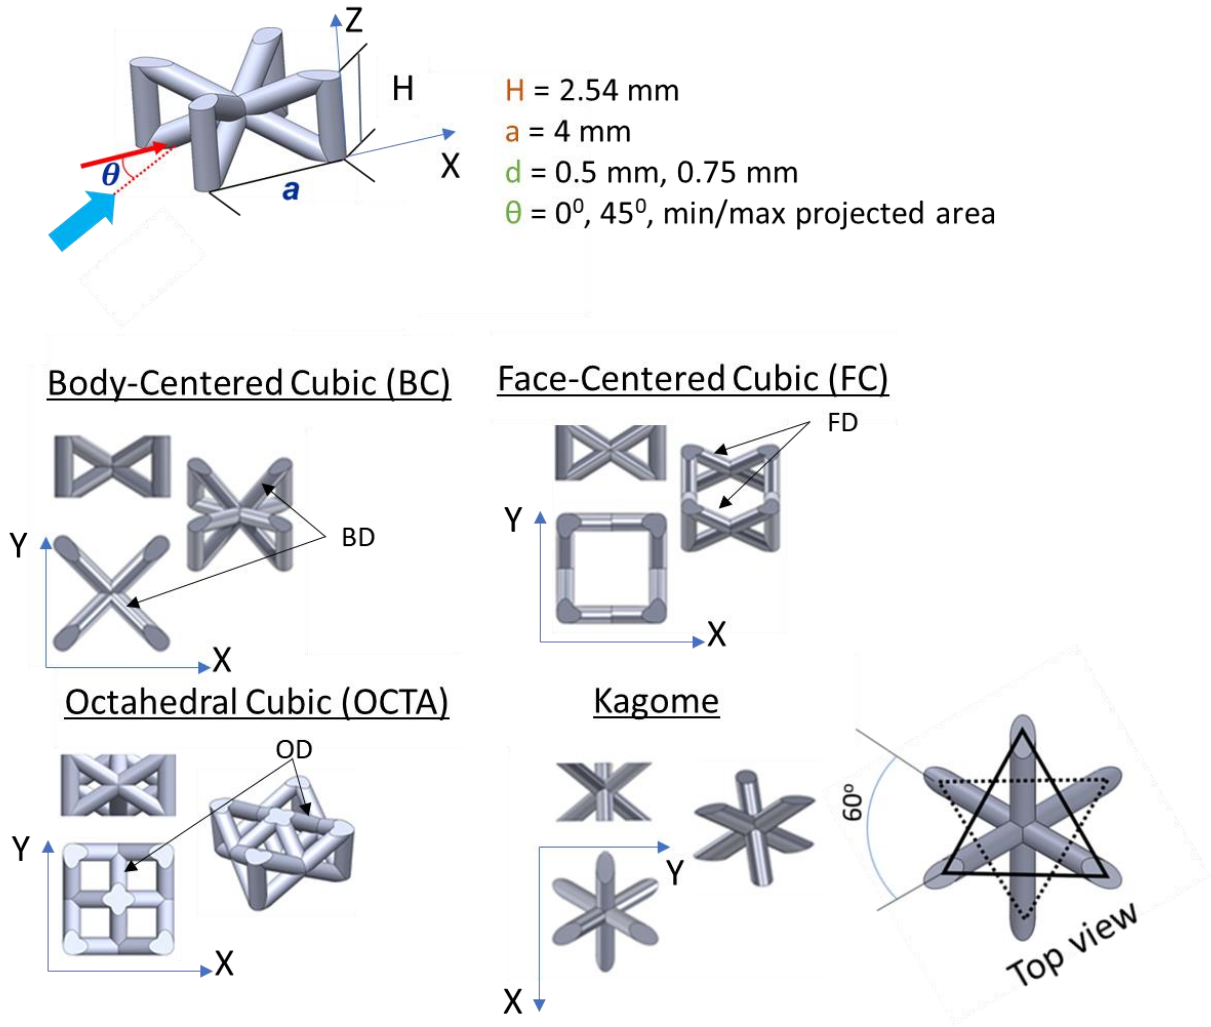 Z
H
X
θ
a
H = 2.54 mm
a = 4 mm
d = 0.5 mm, 0.75 mm
θ = 0⁰, 45⁰, min/max projected area
Body-Centered Cubic (BC)
BD
Y
X
Face-Centered Cubic (FC)
FD
Y
X
Octahedral Cubic (OCTA)
OD
Y
X
Kagome
Y
X
60°
Top view